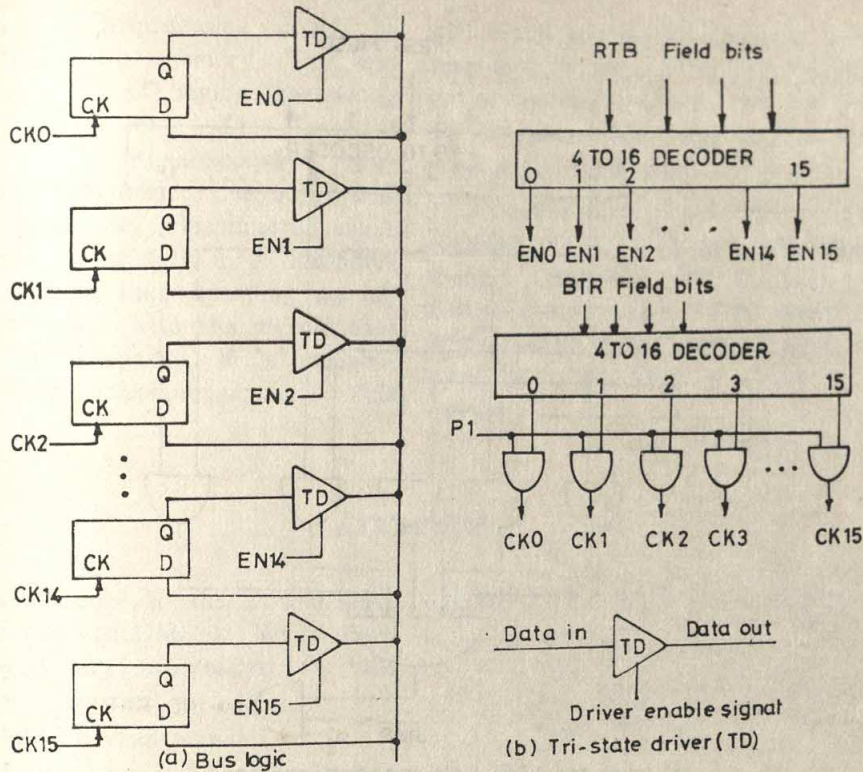 TD
Q
EN0
CK
D
CK0
TD
Q
EN1
CK
D
CK1
TD
Q
EN2
CK
D
CK2
TD
Q
EN14
CK
D
CK14
TD
Q
EN15
CK
D
CK15
(a) Bus logic
RTB Field bits
4 TO 16 DECODER
0 1 2 15
EN0 EN1 EN2 ... EN14 EN15
BTR Field bits
4 TO 16 DECODER
0 1 2 3 15
P1
...
CK0 CK1 CK2 CK3 CK15
Data in TD Data out
Driver enable signal
(b) Tri-state driver (TD)